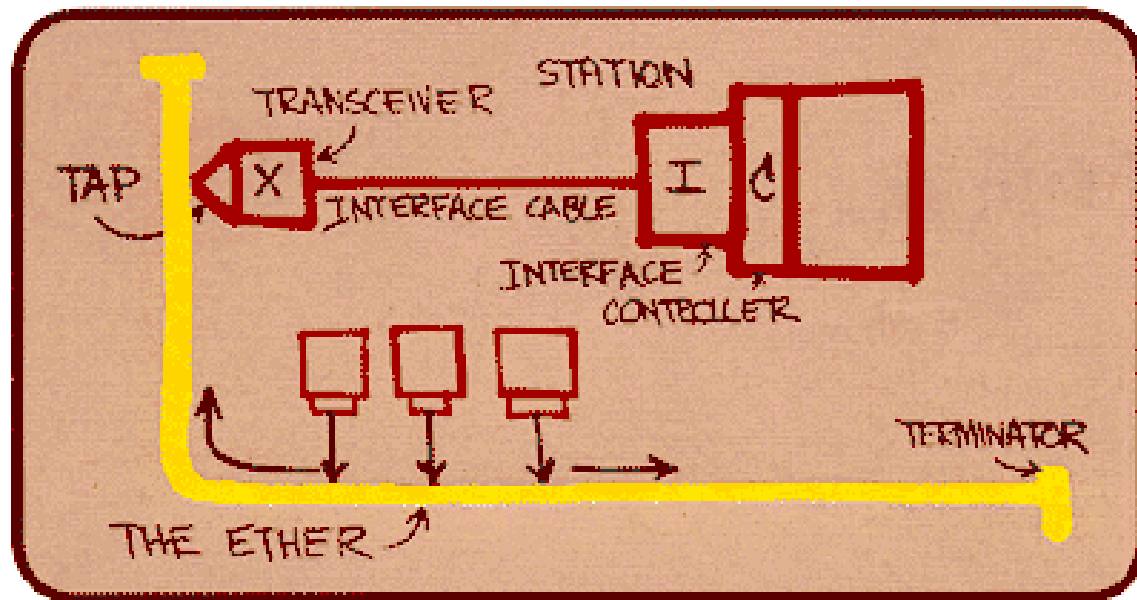 STATION
TRANSCEIVER
TAP
X
I
C
INTERFACE CABLE
INTERFACE
CONTROLLER
TERMINATOR
THE ETHER